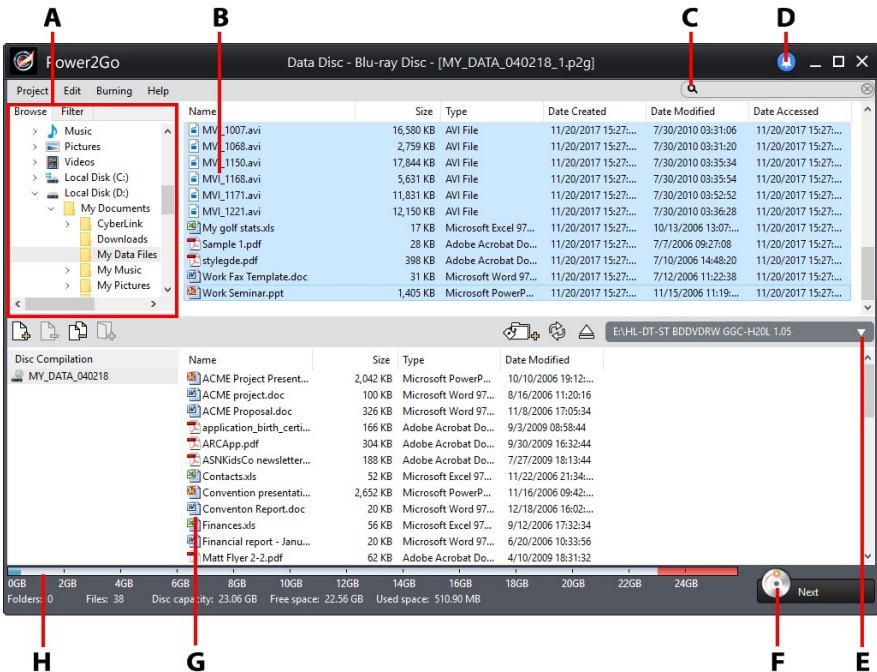 A B C D
Power2Go Data Disc - Blu-ray Disc - [MY_DATA_040218_1.p2g]
Project Edit Burning Help
Browse Filter Name Size Type Date Created Date Modified Date Accessed
Music MVI_1007.avi 16,580 KB AVI File 11/20/2017 15:27:... 7/30/2010 03:31:06 11/20/2017 15:27:...
Pictures MVI_1068.avi 2,759 KB AVI File 11/20/2017 15:27:... 7/30/2010 03:31:20 11/20/2017 15:27:...
Videos MVI_1150.avi 17,844 KB AVI File 11/20/2017 15:27:... 7/30/2010 03:35:34 11/20/2017 15:27:...
Local Disk (C:) MVI_1168.avi 5,631 KB AVI File 11/20/2017 15:27:... 7/30/2010 03:35:54 11/20/2017 15:27:...
Local Disk (D:) MVI_1171.avi 11,831 KB AVI File 11/20/2017 15:27:... 7/30/2010 03:52:52 11/20/2017 15:27:...
My Documents MVI_1221.avi 12,150 KB AVI File 11/20/2017 15:27:... 7/30/2010 03:36:28 11/20/2017 15:27:...
CyberLink My golf stats.xls 17 KB Microsoft Excel 97... 11/20/2017 15:27:... 10/13/2006 13:07:... 11/20/2017 15:27:...
Downloads Sample 1.pdf 28 KB Adobe Acrobat Do... 11/20/2017 15:27:... 7/7/2006 09:27:08 11/20/2017 15:27:...
My Data Files stylegde.pdf 398 KB Adobe Acrobat Do... 11/20/2017 15:27:... 7/10/2006 14:48:20 11/20/2017 15:27:...
My Music Work Fax Template.doc 31 KB Microsoft Word 97... 11/20/2017 15:27:... 7/12/2006 11:22:38 11/20/2017 15:27:...
My Pictures Work Seminar.ppt 1,405 KB Microsoft PowerP... 11/20/2017 15:27:... 11/15/2006 11:19:... 11/20/2017 15:27:...
E:\HL-DT-ST BDDVDRW GGC-H20L 1.05
Disc Compilation Name Size Type Date Modified
MY_DATA_040218 ACME Project Present... 2,042 KB Microsoft PowerP... 10/10/2006 19:12:...
ACME project.doc 100 KB Microsoft Word 97... 8/16/2006 11:20:16
ACME Proposal.doc 326 KB Microsoft Word 97... 11/8/2006 17:05:34
application_birth_certi... 166 KB Adobe Acrobat Do... 9/3/2009 08:58:44
ARCApp.pdf 304 KB Adobe Acrobat Do... 9/30/2009 16:32:44
ASNKidsCo newsletter... 188 KB Adobe Acrobat Do... 7/27/2009 18:13:44
Contacts.xls 52 KB Microsoft Excel 97... 11/22/2006 21:34:...
Convention presentati... 2,652 KB Microsoft PowerP... 11/16/2006 09:42:...
Conventon Report.doc 20 KB Microsoft Word 97... 12/18/2006 16:02:...
Finances.xls 56 KB Microsoft Excel 97... 9/12/2006 17:32:34
Financial report - Janu... 20 KB Microsoft Word 97... 6/20/2006 10:33:56
Matt Flyer 2-2.pdf 62 KB Adobe Acrobat Do... 4/10/2009 18:31:32
0GB 2GB 4GB 6GB 8GB 10GB 12GB 14GB 16GB 18GB 20GB 22GB 24GB
Folders: 0 Files: 38 Disc capacity: 23.06 GB Free space: 22.56 GB Used space: 510.90 MB Next
H G F E